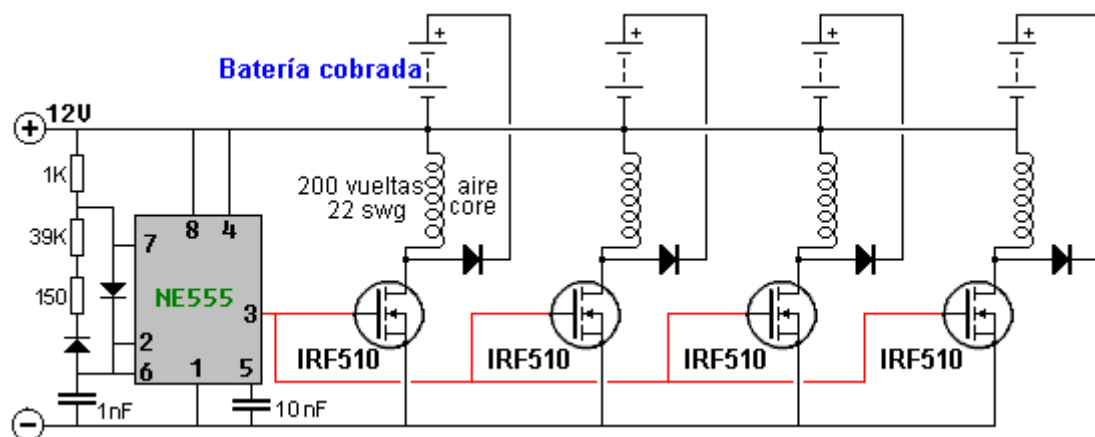 +
+
+
+
Batería cobrada
+
12V
1K
200 vueltas
22 swg
aire
core
39K
150
7
8
4
NE555
3
2
6
1
5
IRF510
IRF510
IRF510
IRF510
1nF
10nF
−